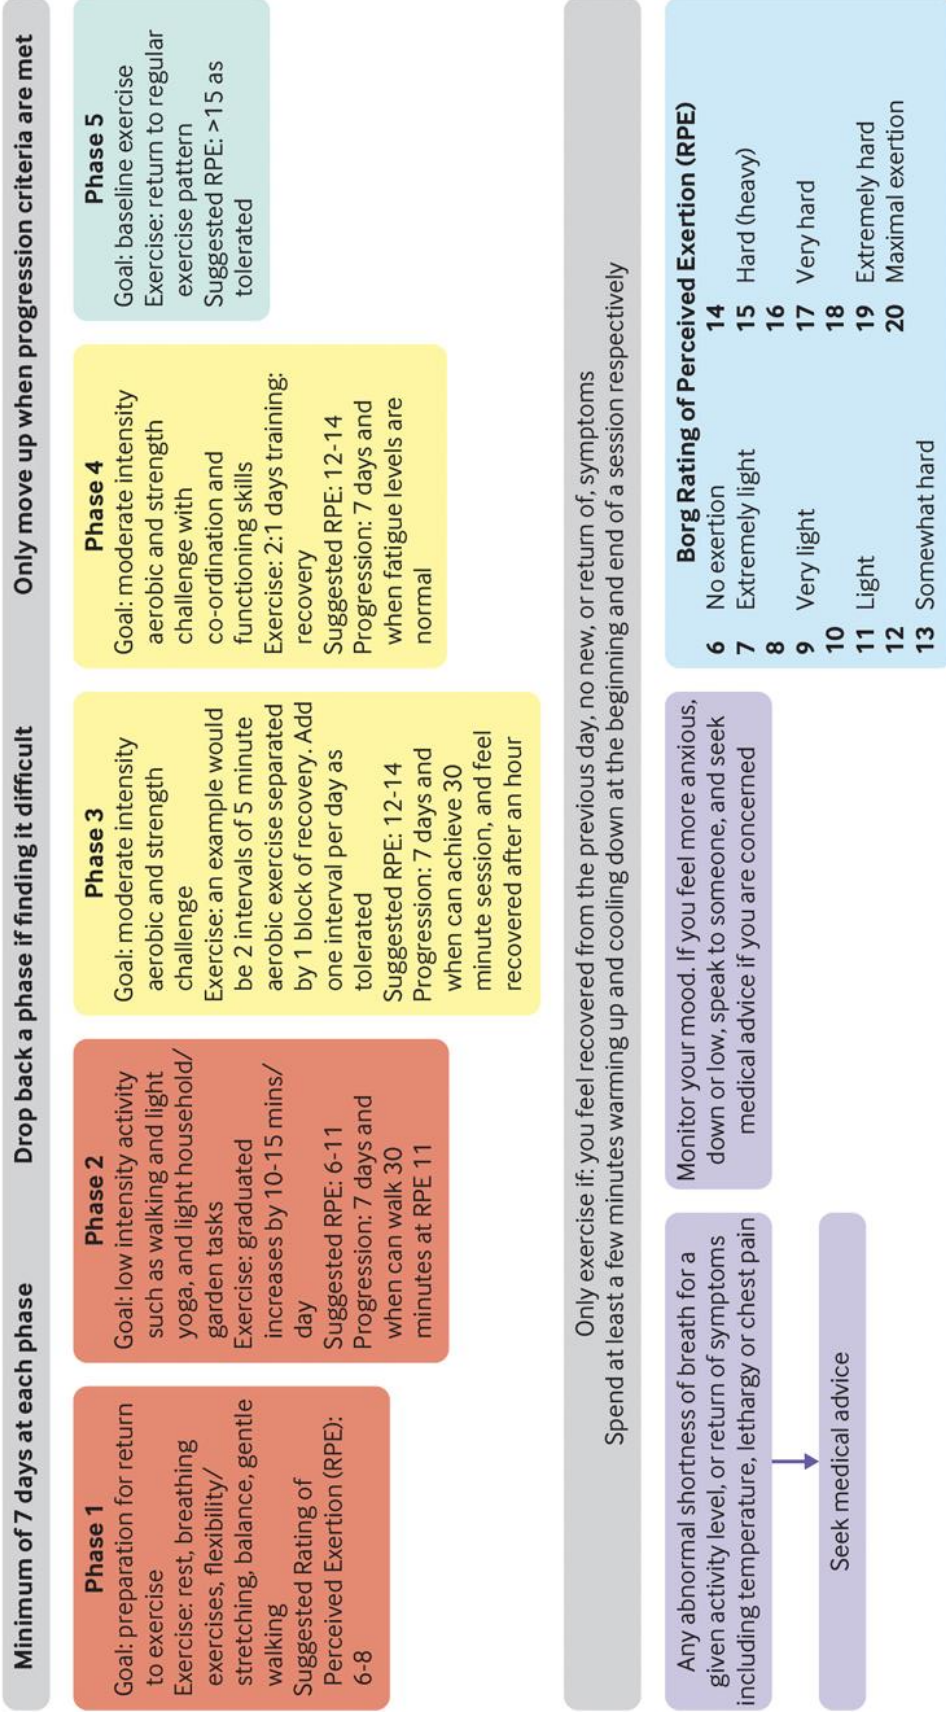 Minimum of 7 days at each phase
Drop back a phase if finding it difficult
Only move up when progression criteria are met
Phase 1
Goal: preparation for return
to exercise
Exercise: rest, breathing
exercises, flexibility/
stretching, balance, gentle
walking
Suggested Rating of
Perceived Exertion (RPE):
6-8
Phase 2
Goal: low intensity activity
such as walking and light
yoga, and light household/
garden tasks
Exercise: graduated
increases by 10-15 mins/
day
Suggested RPE: 6-11
Progression: 7 days and
when can walk 30
minutes at RPE 11
Phase 3
Goal: moderate intensity
aerobic and strength
challenge
Exercise: an example would
be 2 intervals of 5 minute
aerobic exercise separated
by 1 block of recovery. Add
one interval per day as
tolerated
Suggested RPE: 12-14
Progression: 7 days and
when can achieve 30
minute session, and feel
recovered after an hour
Phase 4
Goal: moderate intensity
aerobic and strength
challenge with
co-ordination and
functioning skills
Exercise: 2:1 days training:
recovery
Suggested RPE: 12-14
Progression: 7 days and
when fatigue levels are
normal
Phase 5
Goal: baseline exercise
Exercise: return to regular
exercise pattern
Suggested RPE: >15 as
tolerated
Only exercise if: you feel recovered from the previous day, no new, or return of, symptoms
Spend at least a few minutes warming up and cooling down at the beginning and end of a session respectively
Any abnormal shortness of breath for a
given activity level, or return of symptoms
including temperature, lethargy or chest pain
Seek medical advice
Monitor your mood. If you feel more anxious,
down or low, speak to someone, and seek
medical advice if you are concerned
Borg Rating of Perceived Exertion (RPE)
6 No exertion
7 Extremely light
8
9 Very light
10
11 Light
12
13 Somewhat hard
14
15 Hard (heavy)
16
17 Very hard
18
19 Extremely hard
20 Maximal exertion